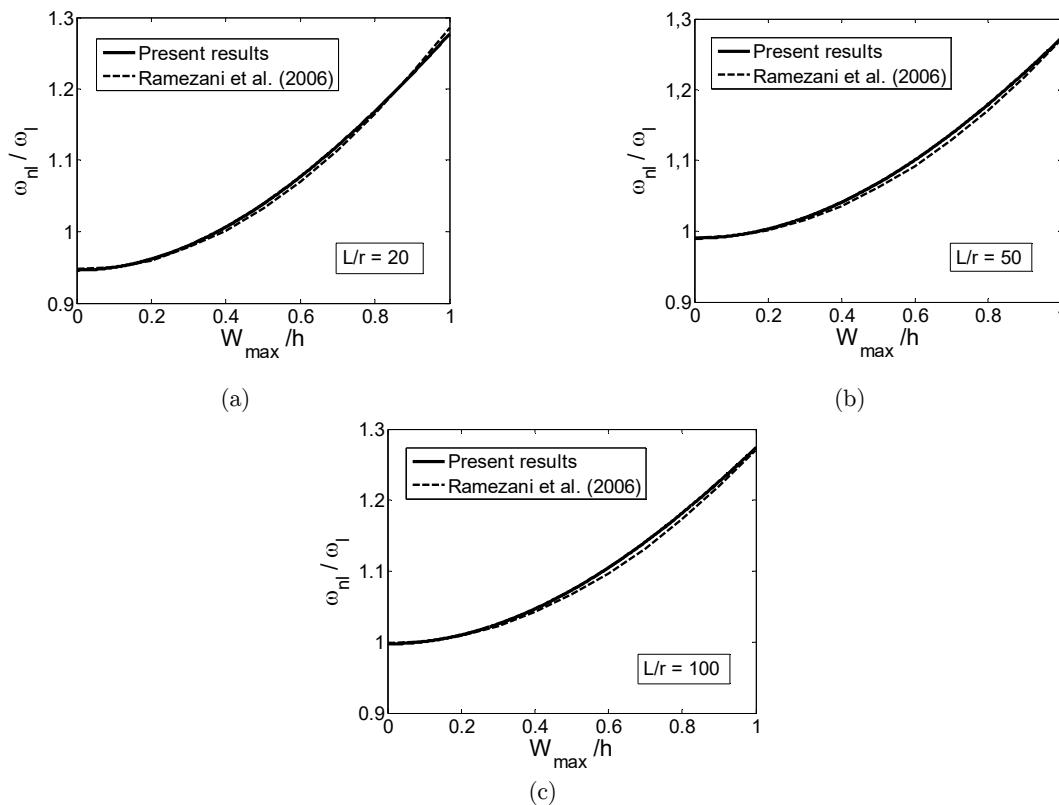 1.3
Present results
Ramezani et al. (2006)
1.2
1.1
1
0.9
ω_nl / ω_l
L/r = 20
0
0.2
0.4
0.6
0.8
1
W_max /h
(a)
1,3
Present results
Ramezani et al. (2006)
1,2
1,1
1
0.9
ω_nl / ω_l
L/r = 50
0
0.2
0.4
0.6
0.8
1
W_max /h
(b)
1.3
Present results
Ramezani et al. (2006)
1.2
1.1
1
0.9
ω_nl / ω_l
L/r = 100
0
0.2
0.4
0.6
0.8
1
W_max /h
(c)